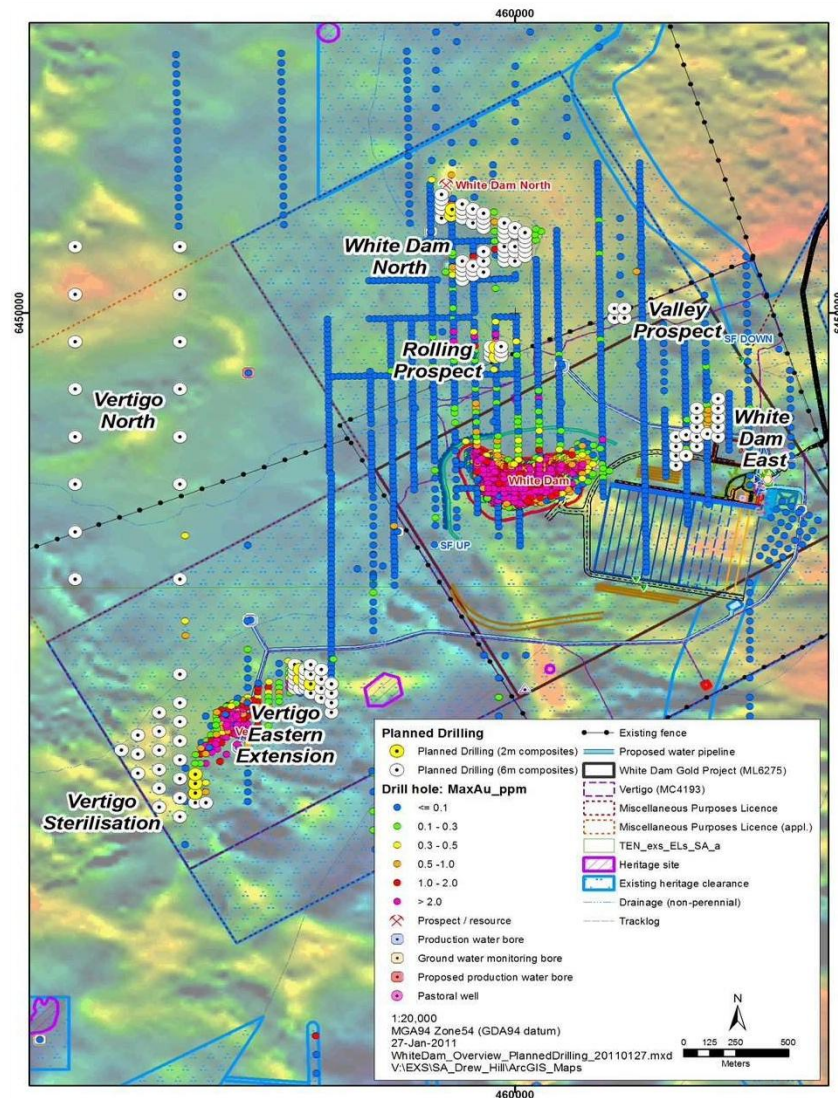 460000
White Dam North
White Dam
North
6450000
6450000
Valley
Prospect
SF DOWN
Rolling
Prospect
Vertigo
North
White
Dam
East
White Dam
SF UP
Vertigo
Eastern
Extension
Vertigo
Sterilisation
Planned Drilling
Planned Drilling (2m composites)
Planned Drilling (6m composites)
Drill hole: MaxAu_ppm
<= 0.1
0.1 - 0.3
0.3 - 0.5
0.5 -1.0
1.0 - 2.0
> 2.0
Prospect / resource
Production water bore
Ground water monitoring bore
Proposed production water bore
Pastoral well
Existing fence
Proposed water pipeline
White Dam Gold Project (ML6275)
Vertigo (MC4193)
Miscellaneous Purposes Licence
Miscellaneous Purposes Licence (appl.)
TEN_exs_ELs_SA_a
Heritage site
Existing heritage clearance
Drainage (non-perennial)
Tracklog
1:20,000
MGA94 Zone54 (GDA94 datum)
27-Jan-2011
WhiteDam_Overview_PlannedDrilling_20110127.mxd
V:\EXS\SA_Drew_Hill\ArcGIS_Maps
N
0 125 250 500
Meters
460000